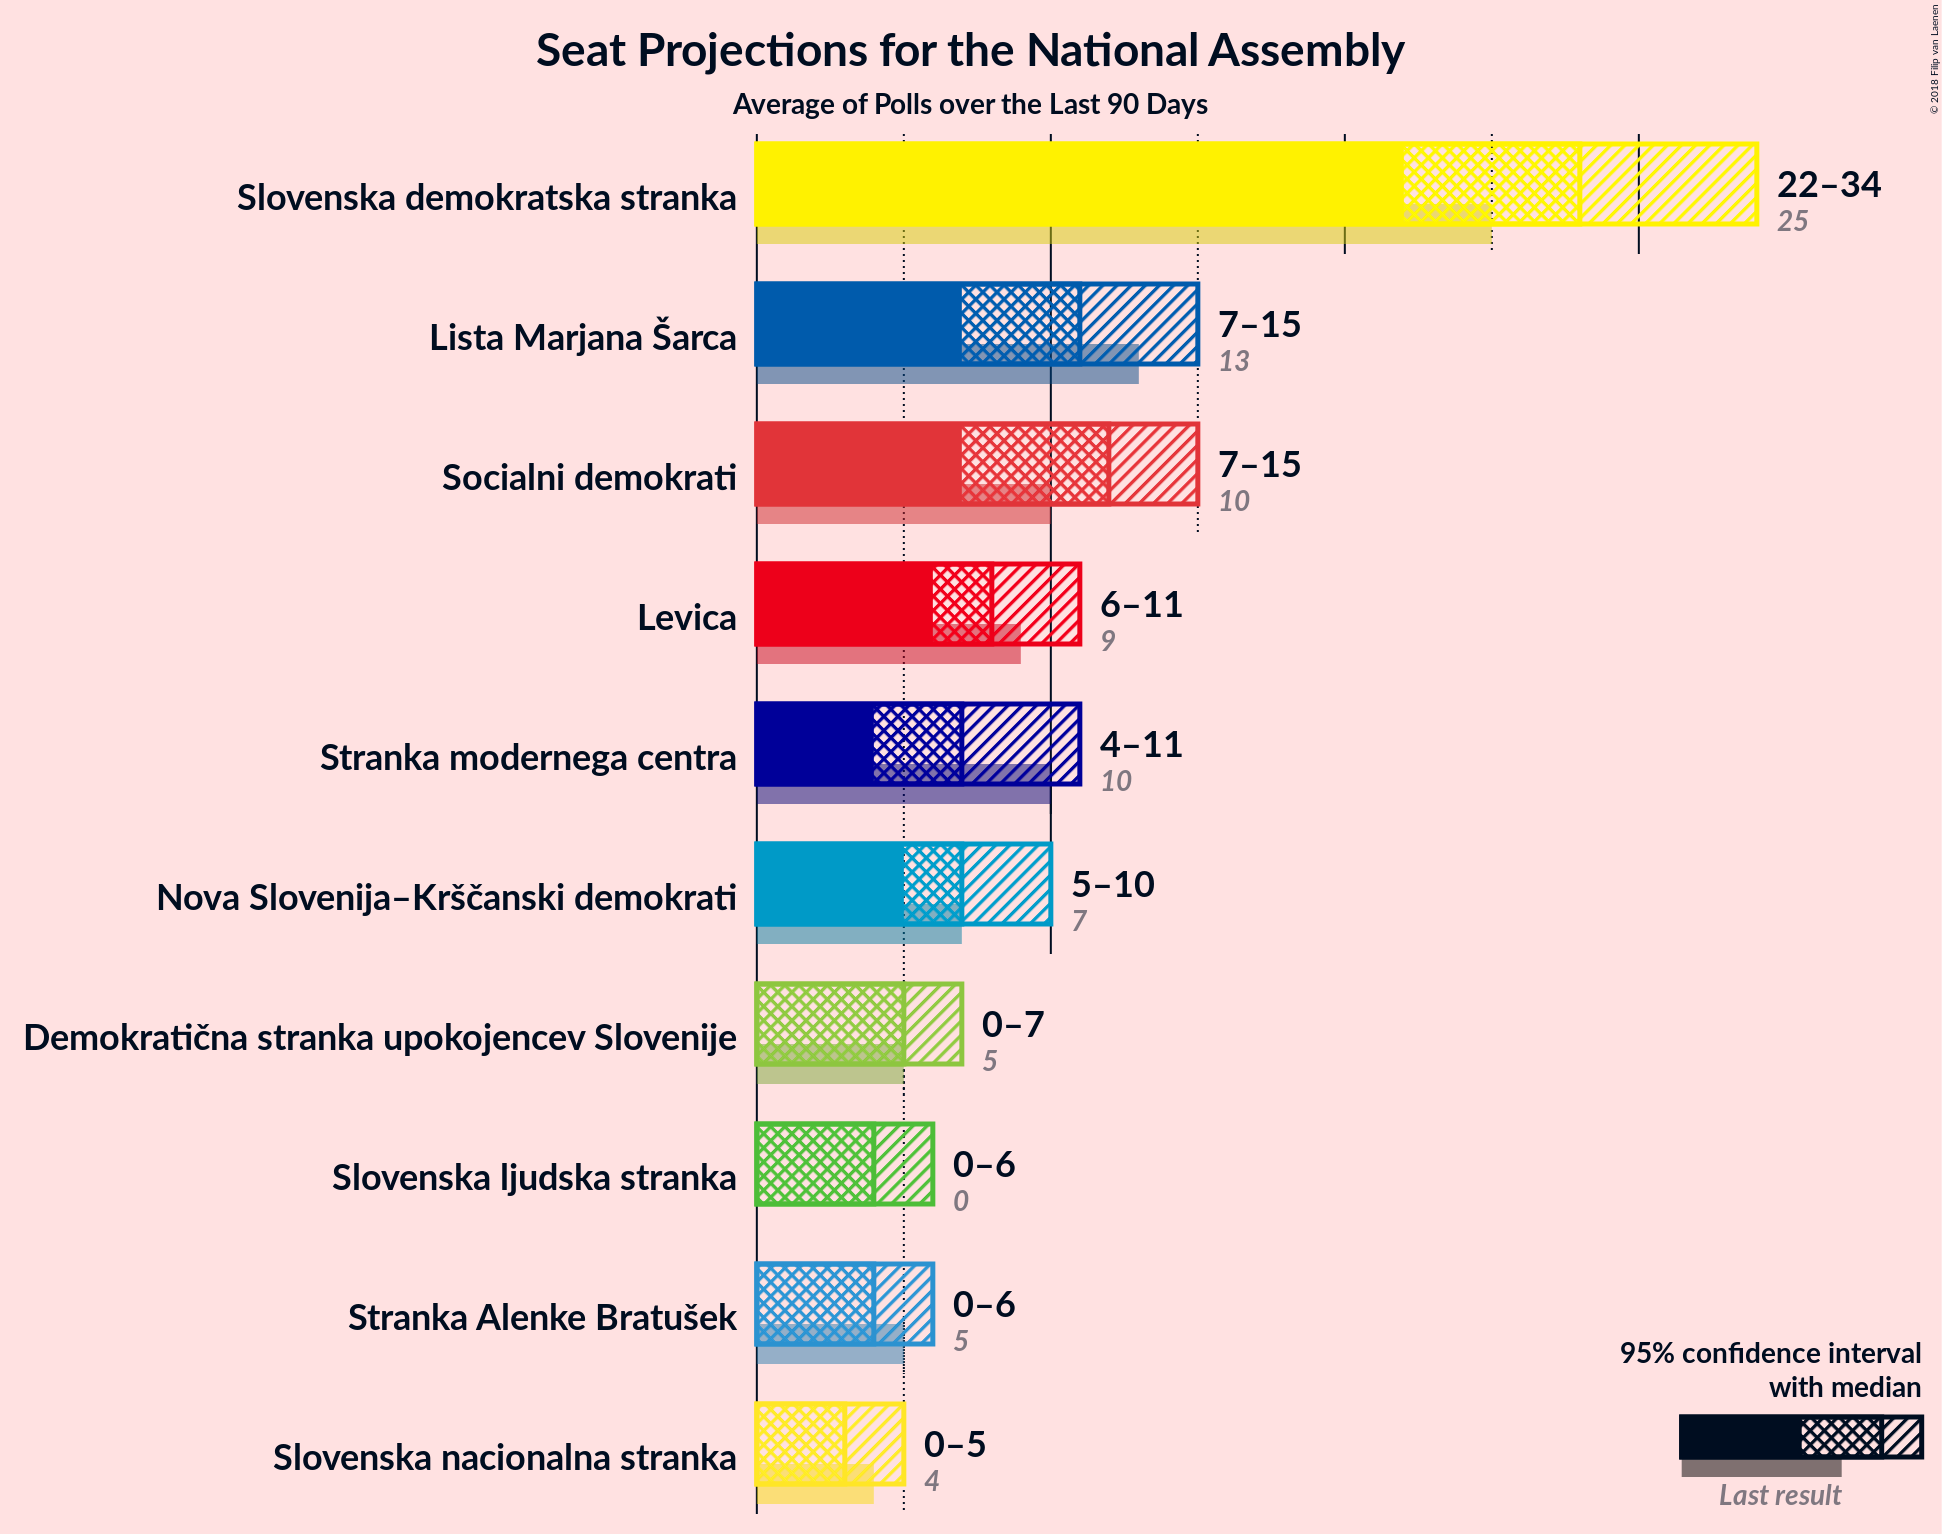 Seat Projections for the National Assembly
Average of Polls over the Last 90 Days
© 2018 Filip van Laenen
Slovenska demokratska stranka
22–34
25
Lista Marjana Šarca
7–15
13
Socialni demokrati
7–15
10
Levica
6–11
9
Stranka modernega centra
4–11
10
Nova Slovenija–Krščanski demokrati
5–10
7
Demokratična stranka upokojencev Slovenije
0–7
5
Slovenska ljudska stranka
0–6
0
Stranka Alenke Bratušek
0–6
5
Slovenska nacionalna stranka
0–5
4
95% confidence interval
with median
Last result